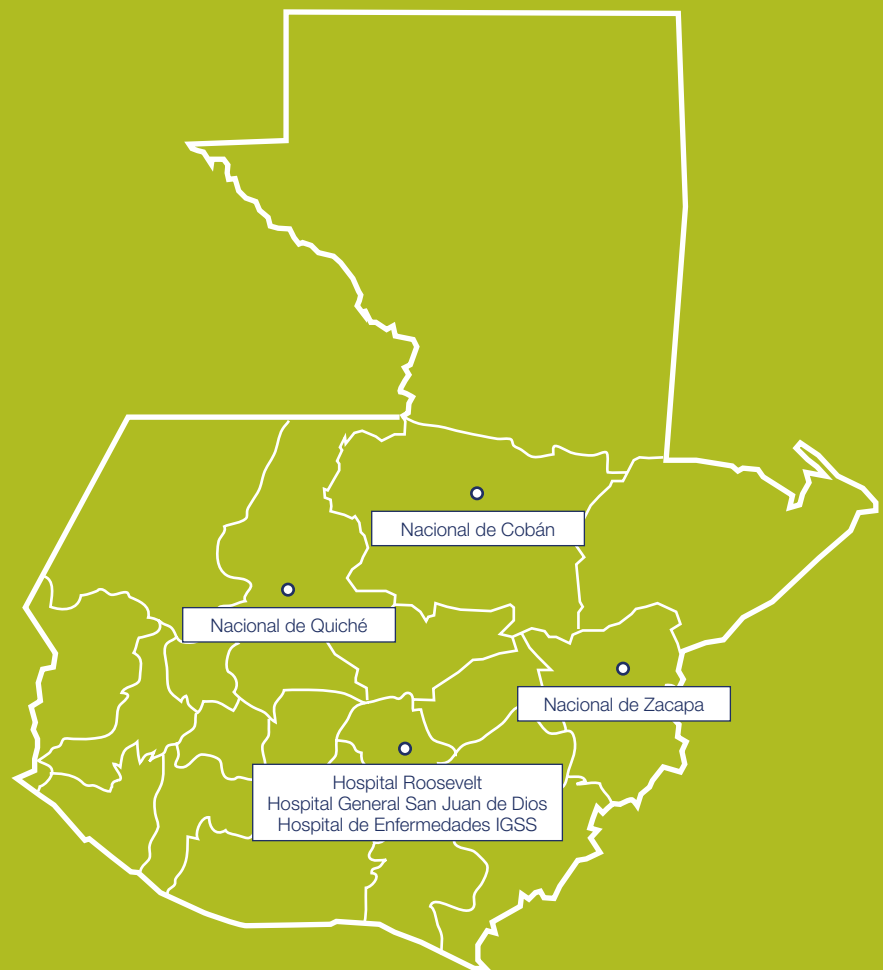 Nacional de Cobán
Nacional de Quiché
Nacional de Zacapa
Hospital Roosevelt
Hospital General San Juan de Dios
Hospital de Enfermedades IGSS